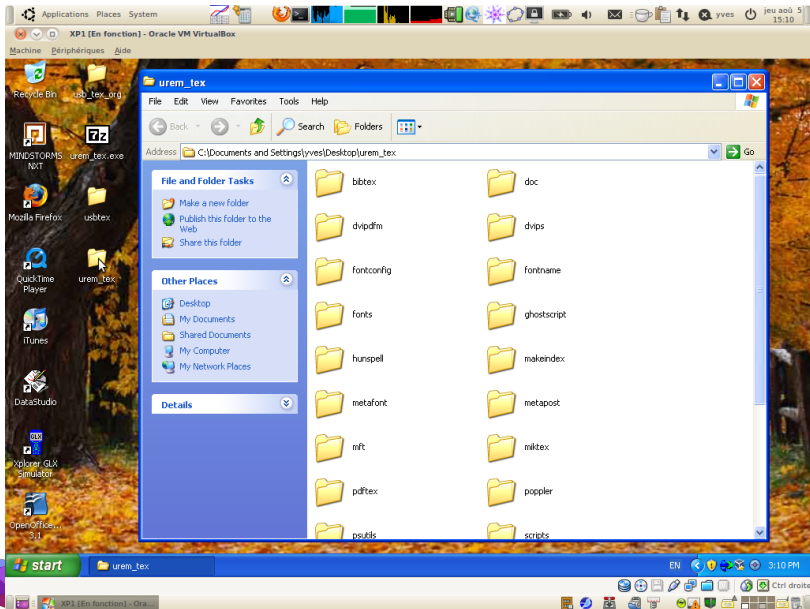 Applications Places System
yves
jeu aoû 5
15:10
XP1 [En fonction] - Oracle VM VirtualBox
Machine Périphériques Aide
Recycle Bin
usb_tex_org
MINDSTORMS
NXT
7z
urem_tex.exe
Mozilla Firefox
usbtex
QuickTime
Player
urem_tex
iTunes
DataStudio
GLX
Xplorer GLX
Simulator
OpenOffice...
3.1
urem_tex
File Edit View Favorites Tools Help
Back Search Folders
Address C:\Documents and Settings\yves\Desktop\urem_tex Go
File and Folder Tasks
Make a new folder
Publish this folder to the
Web
Share this folder
Other Places
Desktop
My Documents
Shared Documents
My Computer
My Network Places
Details
bibtex doc
dvipdfm dvips
fontconfig fontname
fonts ghostscript
hunspell makeindex
metafont metapost
mft miktex
pdftex poppler
psutils scripts
start urem_tex EN 3:10 PM
Ctrl droite
XP1 [En fonction] - Ora...